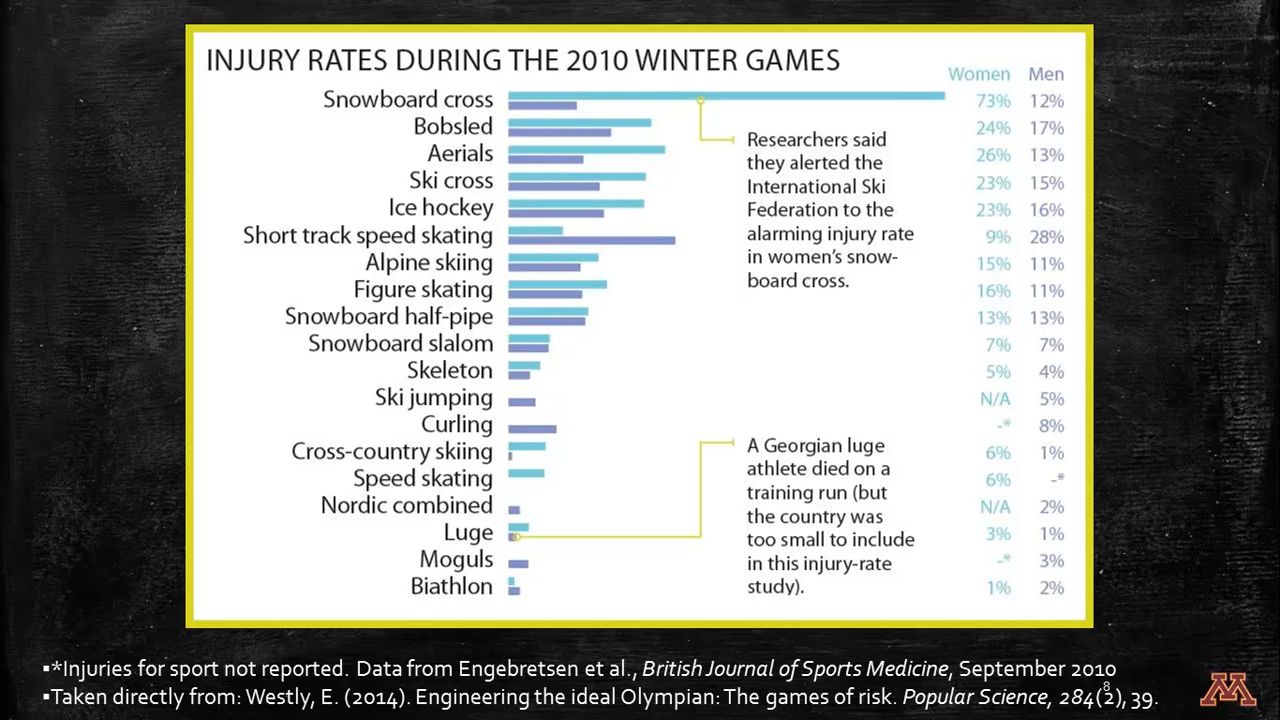 INJURY RATES DURING THE 2010 WINTER GAMES
Women Men
Snowboard cross 73% 12%
Bobsled 24% 17%
Aerials 26% 13%
Ski cross 23% 15%
Ice hockey 23% 16%
Short track speed skating 9% 28%
Alpine skiing 15% 11%
Figure skating 16% 11%
Snowboard half-pipe 13% 13%
Snowboard slalom 7% 7%
Skeleton 5% 4%
Ski jumping N/A 5%
Curling -* 8%
Cross-country skiing 6% 1%
Speed skating 6% -*
Nordic combined N/A 2%
Luge 3% 1%
Moguls -* 3%
Biathlon 1% 2%
Researchers said
they alerted the
International Ski
Federation to the
alarming injury rate
in women's snow-
board cross.
A Georgian luge
athlete died on a
training run (but
the country was
too small to include
in this injury-rate
study).
▪*Injuries for sport not reported. Data from Engebretsen et al., British Journal of Sports Medicine, September 2010
▪Taken directly from: Westly, E. (2014). Engineering the ideal Olympian: The games of risk. Popular Science, 284(2), 39.
8
M